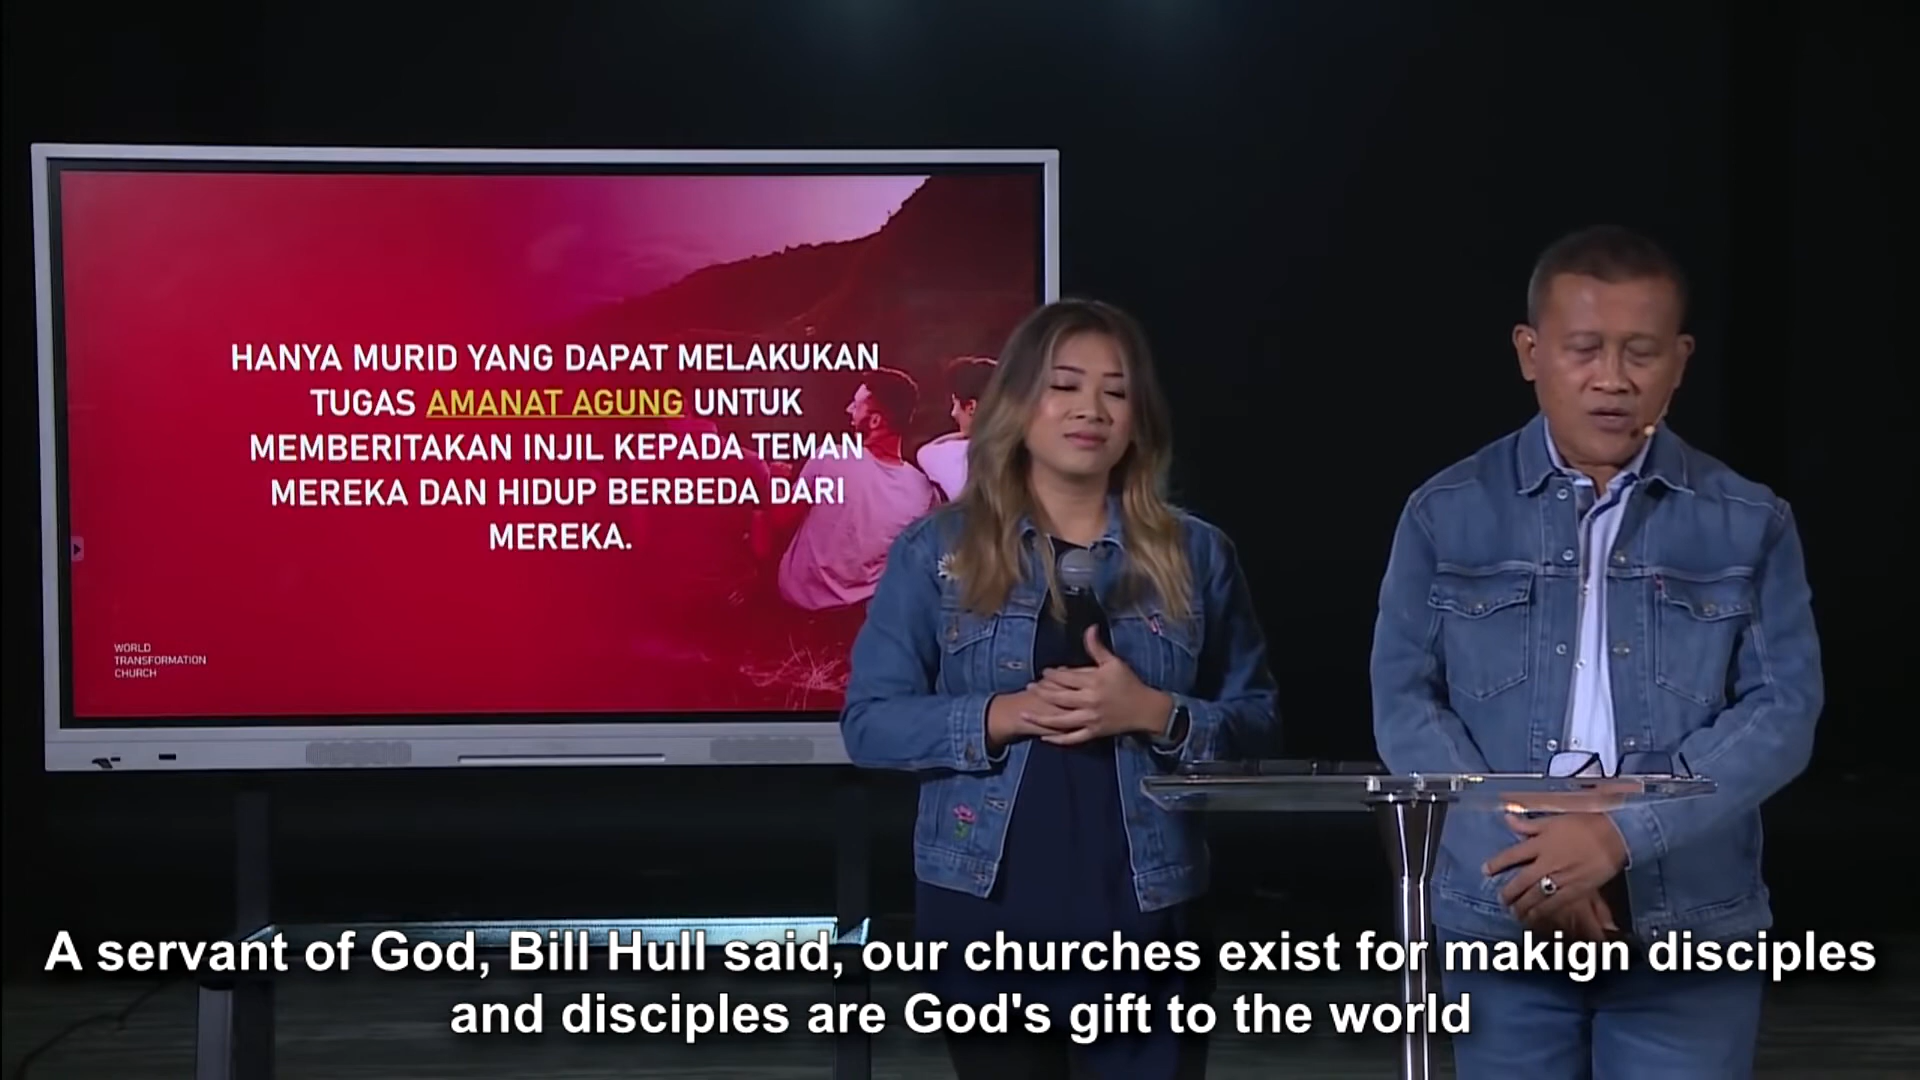 HANYA MURID YANG DAPAT MELAKUKAN
TUGAS AMANAT AGUNG UNTUK
MEMBERITAKAN INJIL KEPADA TEMAN
MEREKA DAN HIDUP BERBEDA DARI
MEREKA.
WORLD
TRANSFORMATION
CHURCH
A servant of God, Bill Hull said, our churches exist for makign disciples
and disciples are God's gift to the world